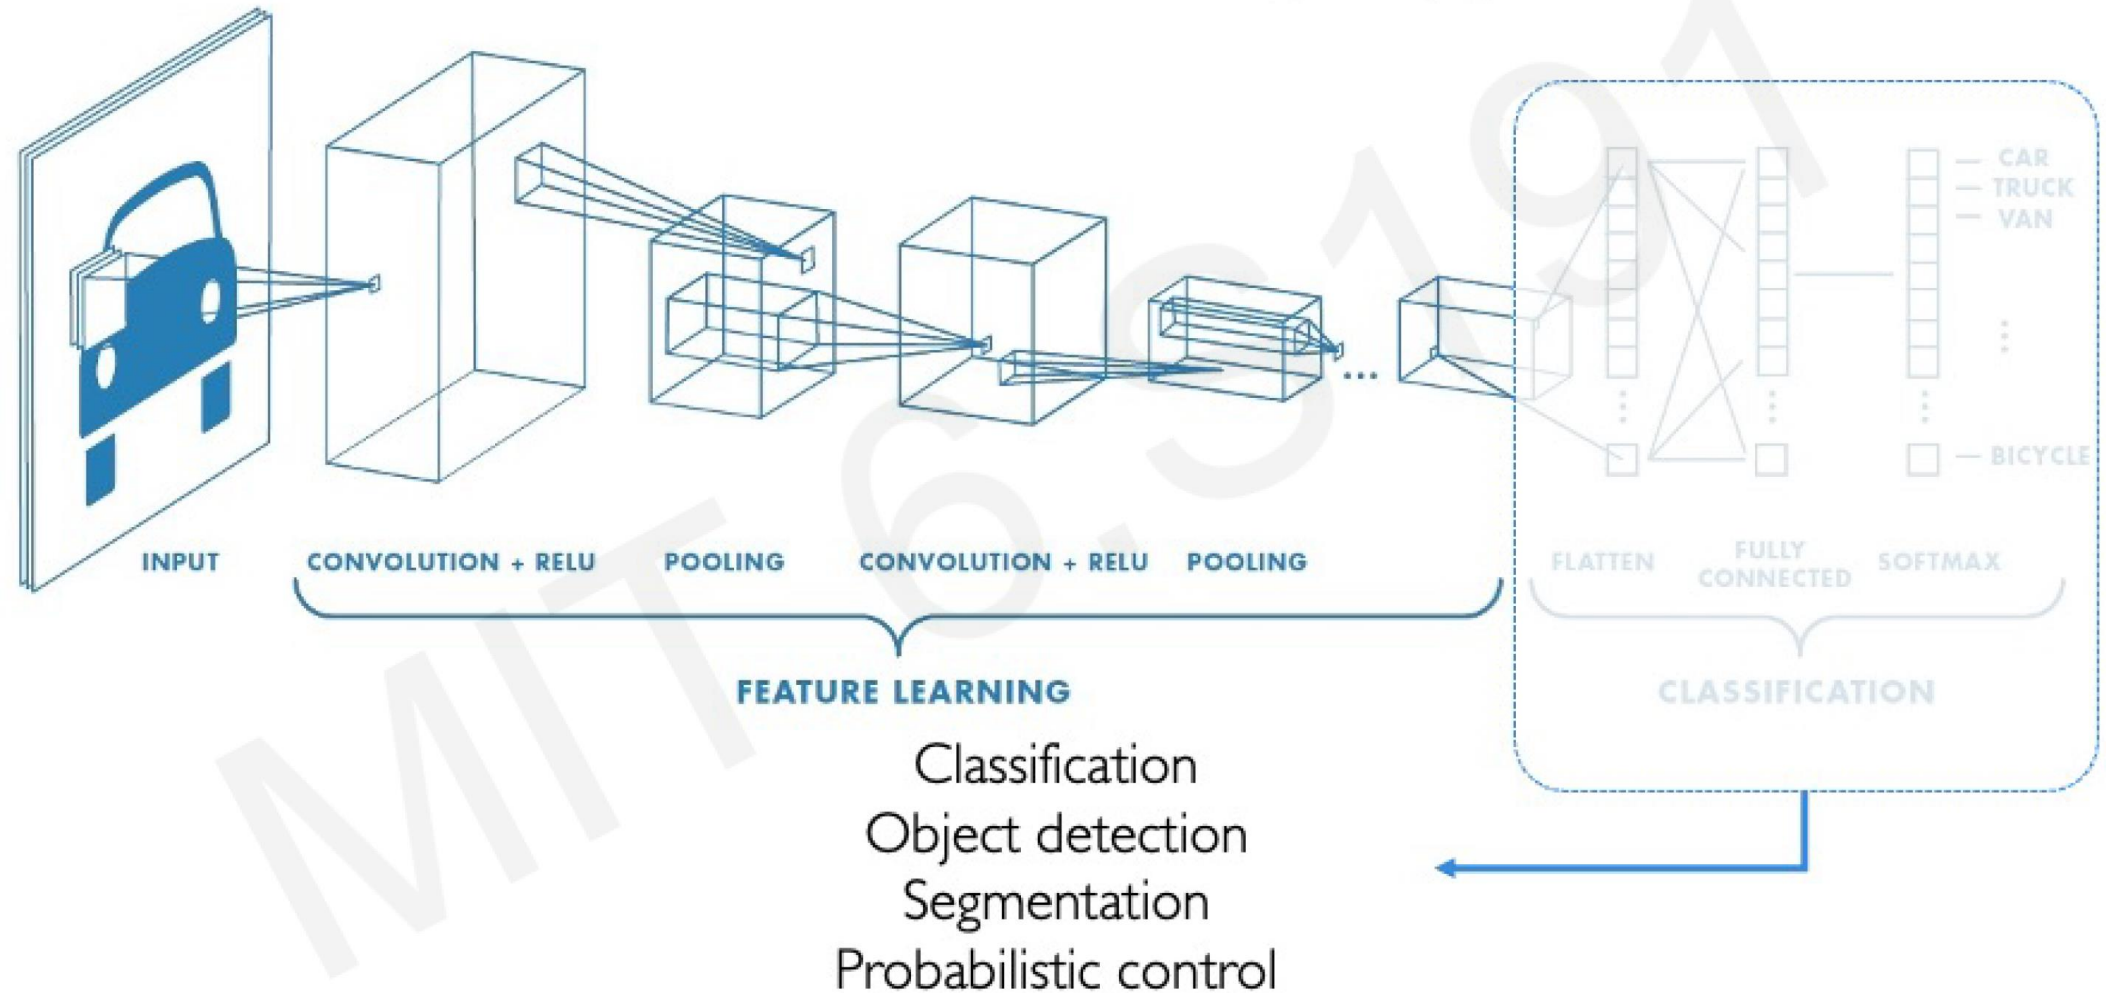 CAR
TRUCK
VAN
BICYCLE
INPUT
CONVOLUTION + RELU
POOLING
CONVOLUTION + RELU
POOLING
FLATTEN
FULLY
CONNECTED
SOFTMAX
FEATURE LEARNING
CLASSIFICATION
Classification
Object detection
Segmentation
Probabilistic control
MIT 6.S191